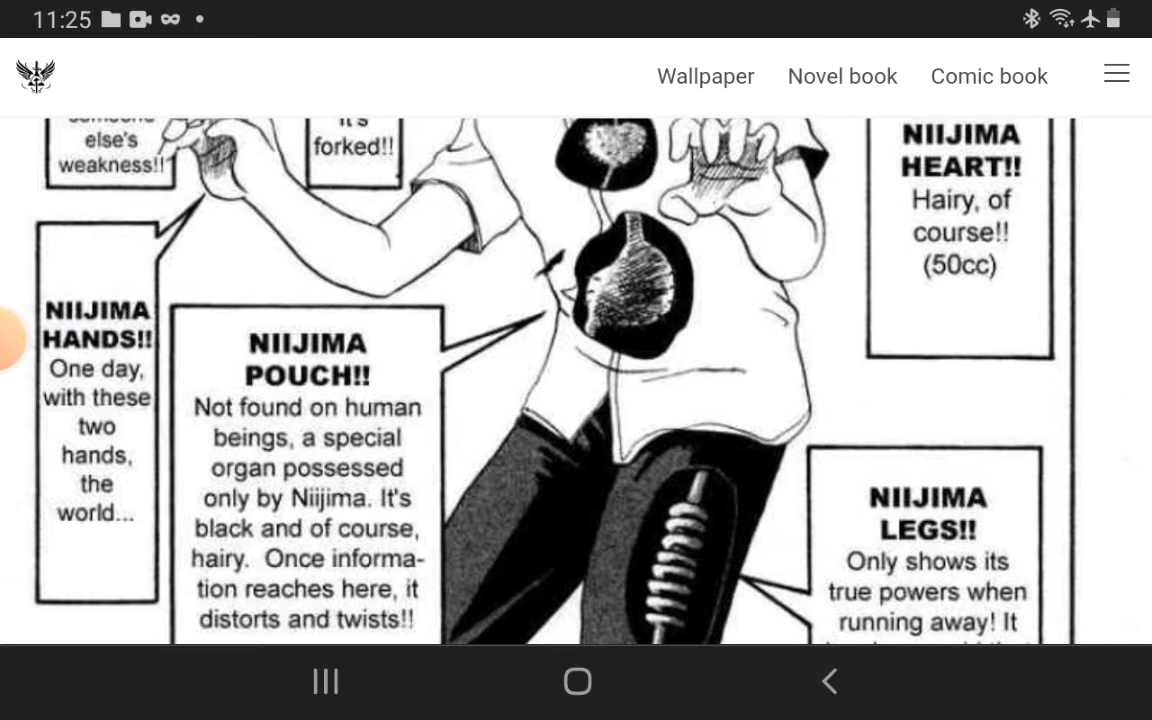 11:25
Wallpaper Novel book Comic book
someone
else's
weakness!!
It's
forked!!
NIIJIMA
HEART!!
Hairy, of
course!!
(50cc)
NIIJIMA
HANDS!!
One day,
with these
two
hands,
the
world...
NIIJIMA
POUCH!!
Not found on human
beings, a special
organ possessed
only by Niijima. It's
black and of course,
hairy. Once informa-
tion reaches here, it
distorts and twists!!
NIIJIMA
LEGS!!
Only shows its
true powers when
running away! It